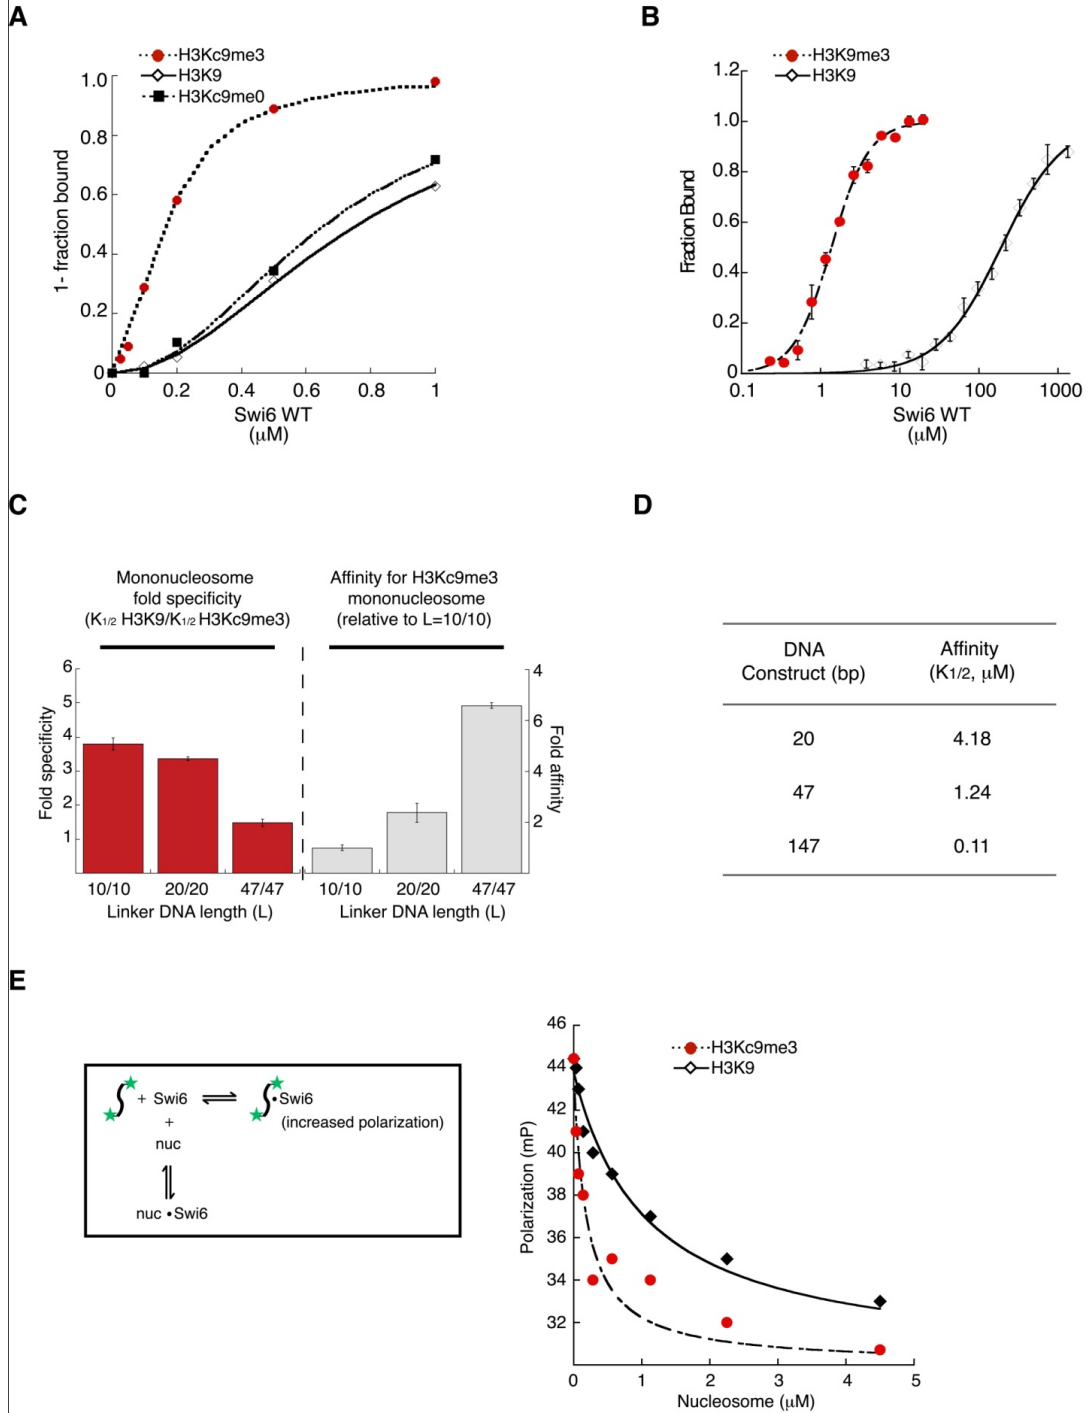 A
H3Kc9me3
H3K9
H3Kc9me0
1.0
0.8
0.6
0.4
0.2
0
1- fraction bound
0 0.2 0.4 0.6 0.8 1
Swi6 WT
(μM)
B
H3K9me3
H3K9
1.2
1.0
0.8
0.6
0.4
0.2
0
Fraction Bound
0.1 1 10 100 1000
Swi6 WT
(μM)
C
Mononucleosome
fold specificity
(K1/2 H3K9/K1/2 H3Kc9me3)
Affinity for H3Kc9me3
mononucleosome
(relative to L=10/10)
6
5
4
3
2
1
Fold specificity
4
6
4
2
Fold affinity
10/10 20/20 47/47
Linker DNA length (L)
10/10 20/20 47/47
Linker DNA length (L)
D
DNA
Construct (bp)
Affinity
(K1/2, μM)
20 4.18
47 1.24
147 0.11
E
+ Swi6
•Swi6
(increased polarization)
+
nuc
nuc •Swi6
H3Kc9me3
H3K9
46
44
42
40
38
36
34
32
Polarization (mP)
0 1 2 3 4 5
Nucleosome (μM)